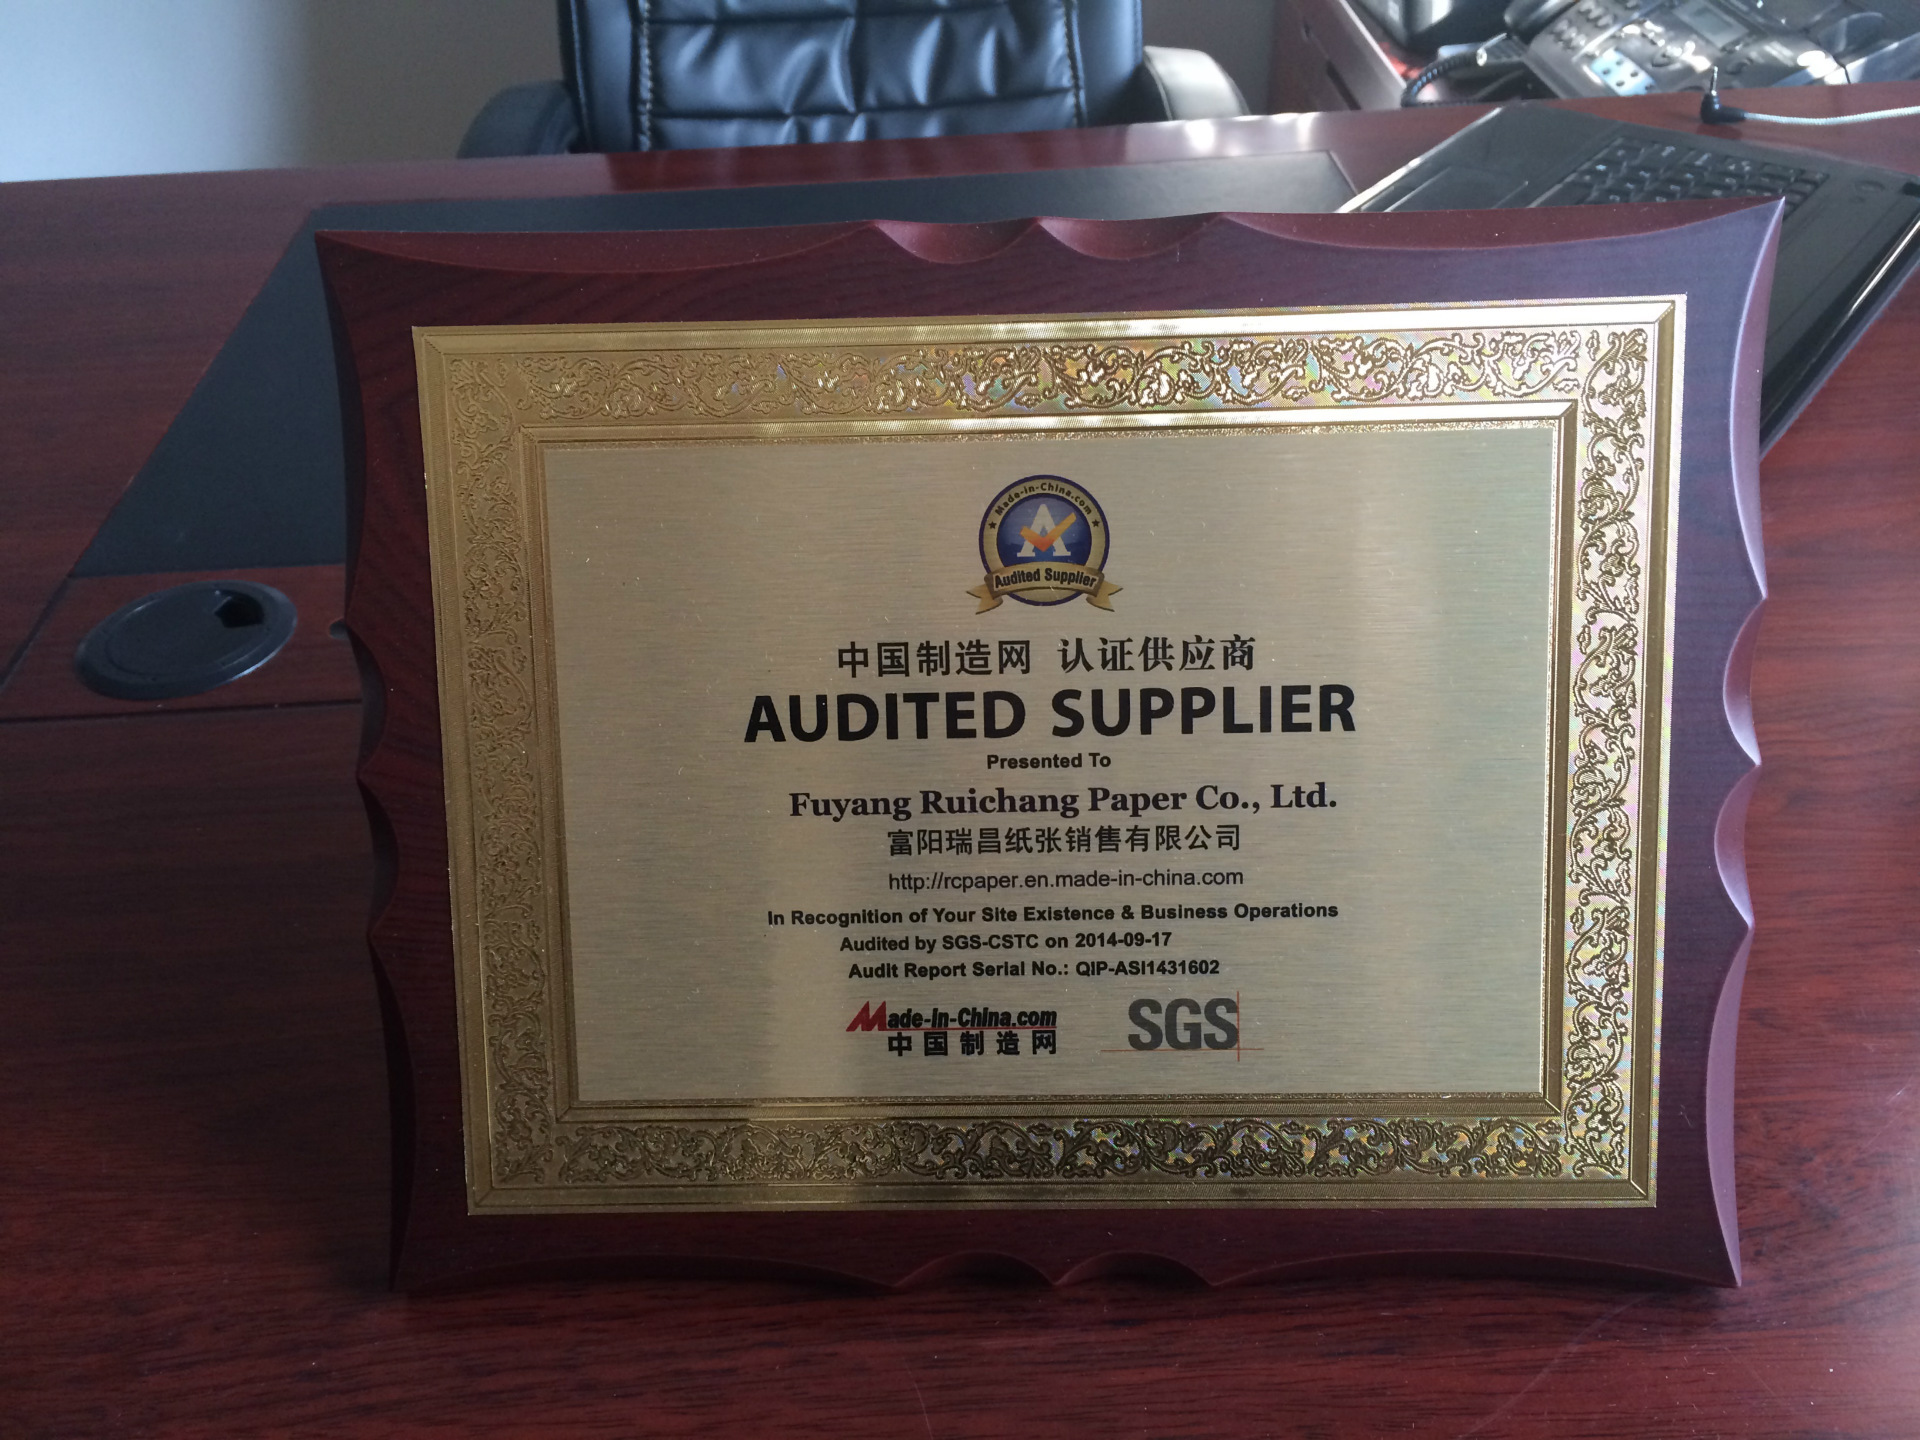 Made-in-China.com
A
Audited Supplier
中国制造网 认证供应商
AUDITED SUPPLIER
Presented To
Fuyang Ruichang Paper Co., Ltd.
富阳瑞昌纸张销售有限公司
http://rcpaper.en.made-in-china.com
In Recognition of Your Site Existence & Business Operations
Audited by SGS-CSTC on 2014-09-17
Audit Report Serial No.: QIP-ASI1431602
Made-in-China.com
中国制造网
SGS